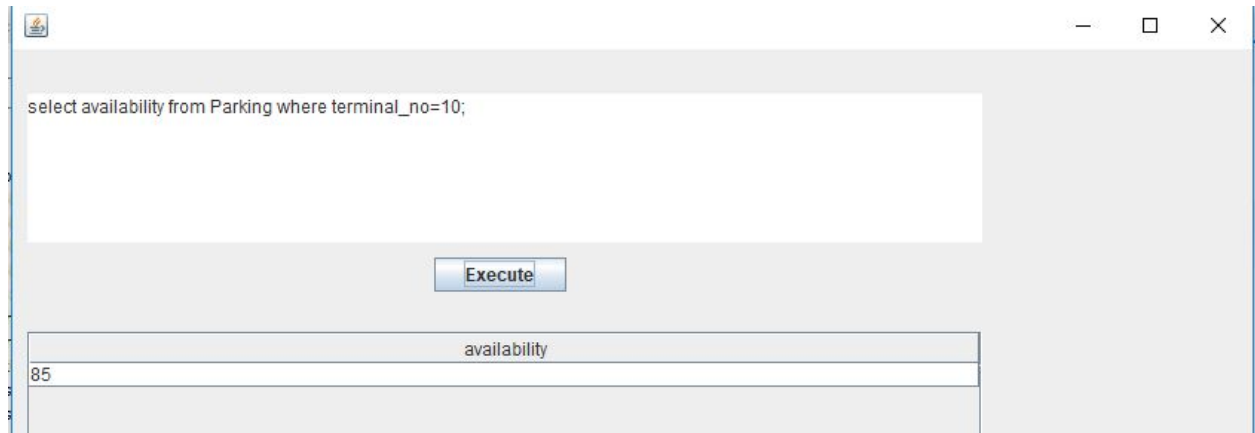 select availability from Parking where terminal_no=10;
Execute
availability
85